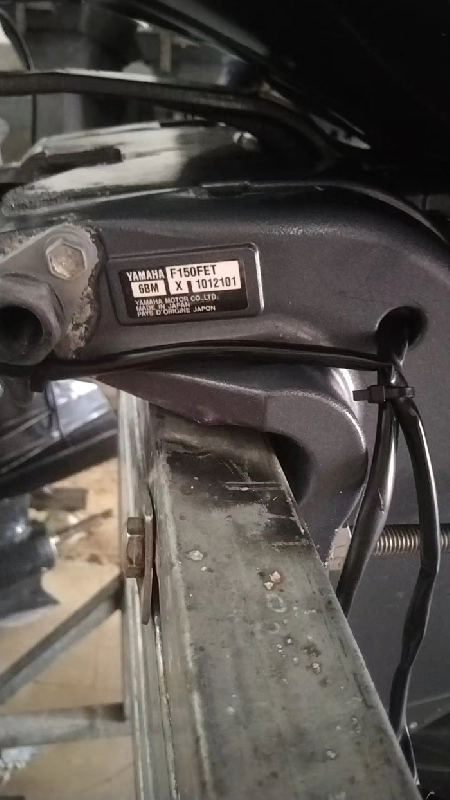 YAMAHA F150FET
6BM X 1012101
YAMAHA MOTOR CO., LTD.
MADE IN JAPAN
PAYS D'ORIGINE JAPON